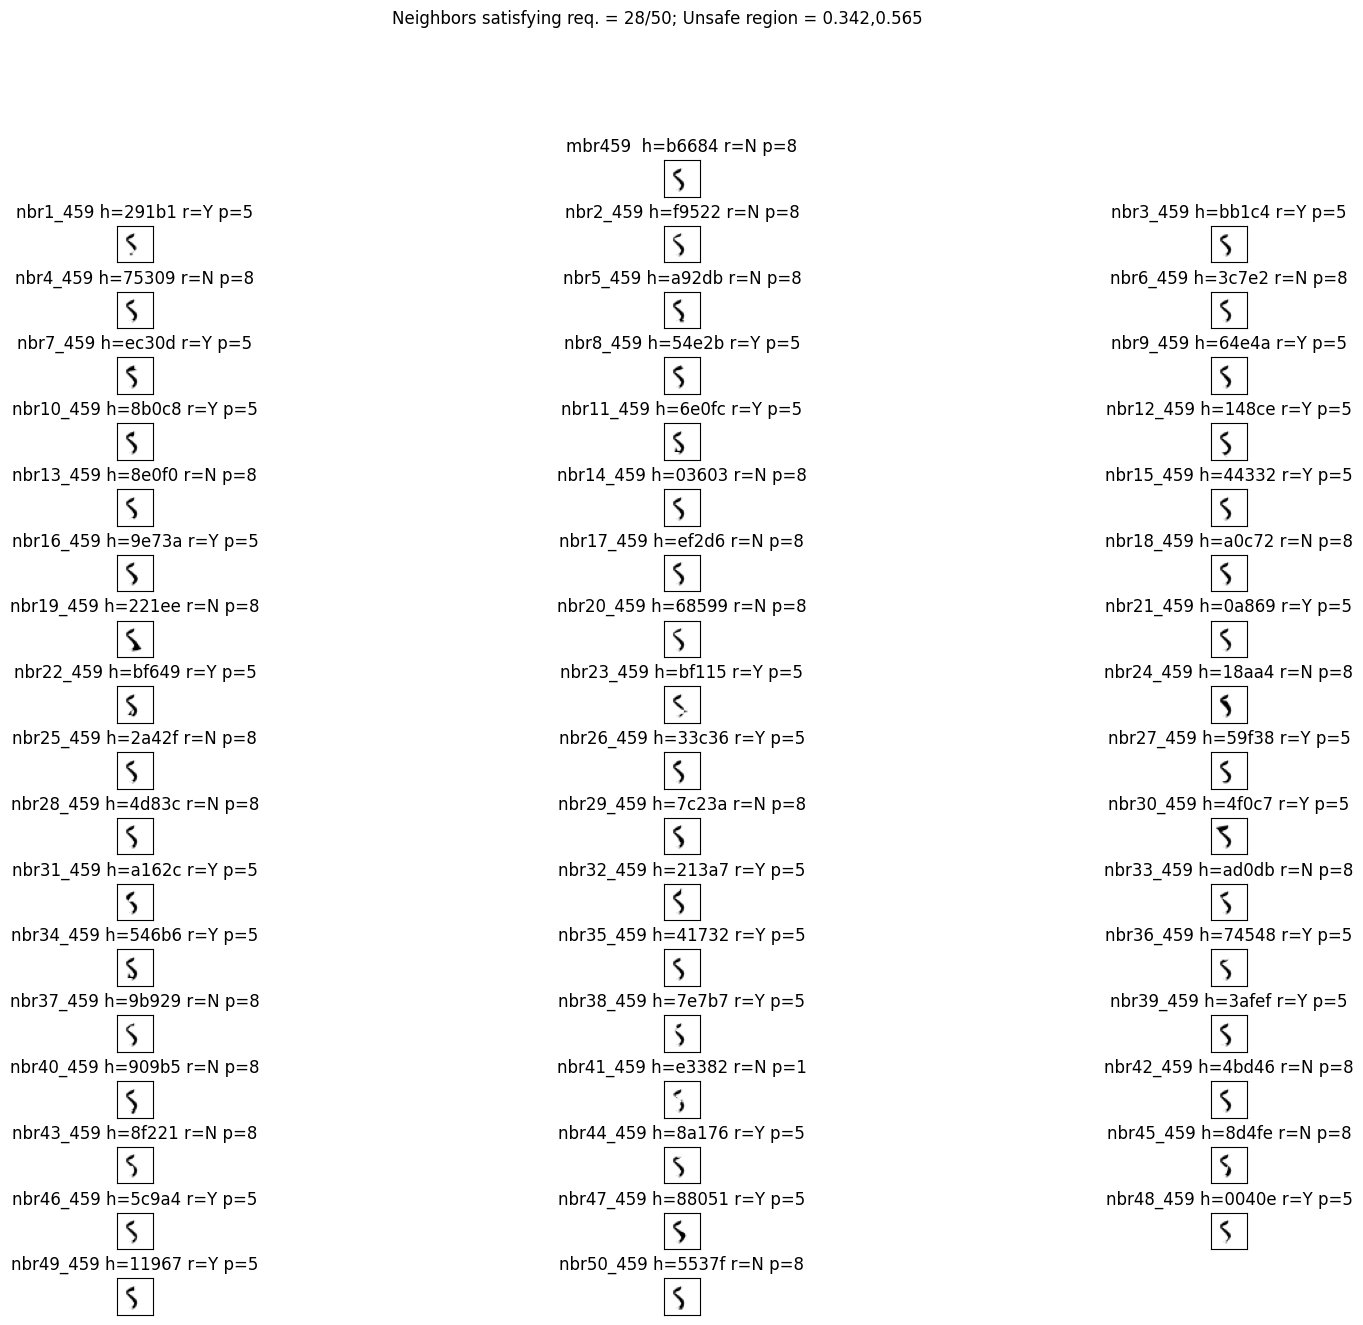 Neighbors satisfying req. = 28/50; Unsafe region = 0.342,0.565
mbr459  h=b6684 r=N p=8
nbr1_459 h=291b1 r=Y p=5
nbr2_459 h=f9522 r=N p=8
nbr3_459 h=bb1c4 r=Y p=5
nbr4_459 h=75309 r=N p=8
nbr5_459 h=a92db r=N p=8
nbr6_459 h=3c7e2 r=N p=8
nbr7_459 h=ec30d r=Y p=5
nbr8_459 h=54e2b r=Y p=5
nbr9_459 h=64e4a r=Y p=5
nbr10_459 h=8b0c8 r=Y p=5
nbr11_459 h=6e0fc r=Y p=5
nbr12_459 h=148ce r=Y p=5
nbr13_459 h=8e0f0 r=N p=8
nbr14_459 h=03603 r=N p=8
nbr15_459 h=44332 r=Y p=5
nbr16_459 h=9e73a r=Y p=5
nbr17_459 h=ef2d6 r=N p=8
nbr18_459 h=a0c72 r=N p=8
nbr19_459 h=221ee r=N p=8
nbr20_459 h=68599 r=N p=8
nbr21_459 h=0a869 r=Y p=5
nbr22_459 h=bf649 r=Y p=5
nbr23_459 h=bf115 r=Y p=5
nbr24_459 h=18aa4 r=N p=8
nbr25_459 h=2a42f r=N p=8
nbr26_459 h=33c36 r=Y p=5
nbr27_459 h=59f38 r=Y p=5
nbr28_459 h=4d83c r=N p=8
nbr29_459 h=7c23a r=N p=8
nbr30_459 h=4f0c7 r=Y p=5
nbr31_459 h=a162c r=Y p=5
nbr32_459 h=213a7 r=Y p=5
nbr33_459 h=ad0db r=N p=8
nbr34_459 h=546b6 r=Y p=5
nbr35_459 h=41732 r=Y p=5
nbr36_459 h=74548 r=Y p=5
nbr37_459 h=9b929 r=N p=8
nbr38_459 h=7e7b7 r=Y p=5
nbr39_459 h=3afef r=Y p=5
nbr40_459 h=909b5 r=N p=8
nbr41_459 h=e3382 r=N p=1
nbr42_459 h=4bd46 r=N p=8
nbr43_459 h=8f221 r=N p=8
nbr44_459 h=8a176 r=Y p=5
nbr45_459 h=8d4fe r=N p=8
nbr46_459 h=5c9a4 r=Y p=5
nbr47_459 h=88051 r=Y p=5
nbr48_459 h=0040e r=Y p=5
nbr49_459 h=11967 r=Y p=5
nbr50_459 h=5537f r=N p=8